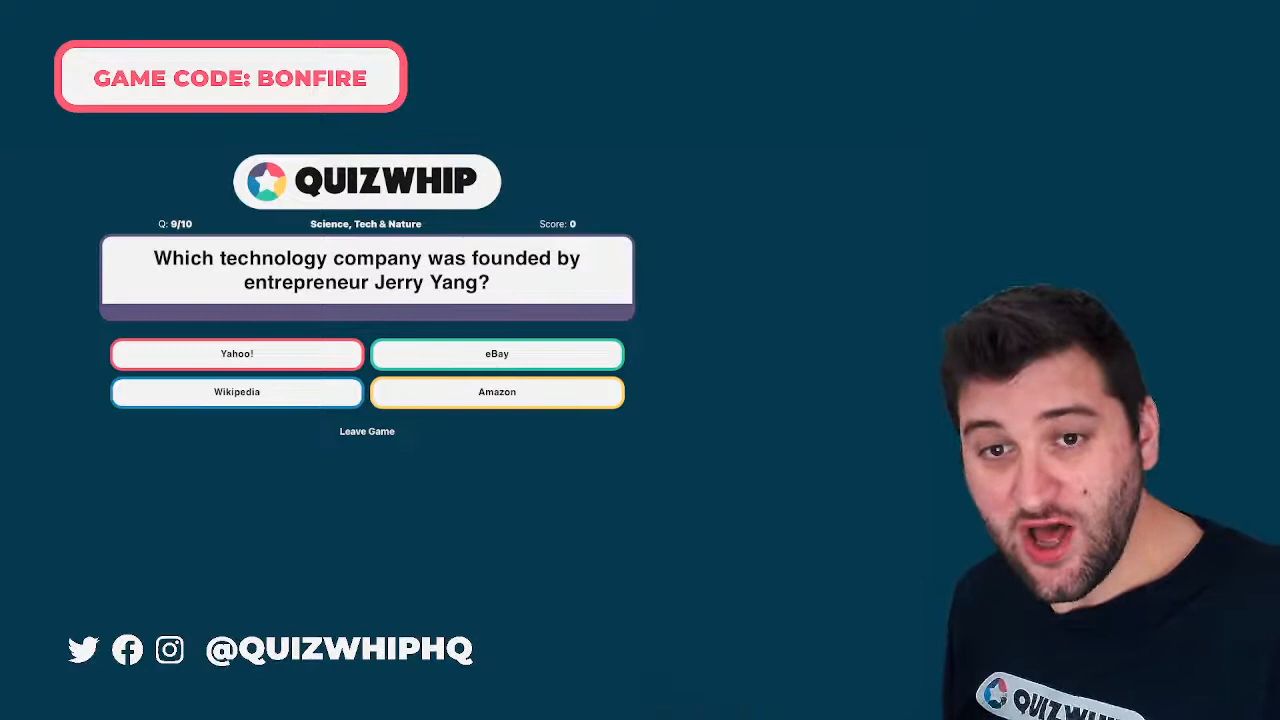 GAME CODE: BONFIRE
QUIZWHIP
Q: 9/10 Science, Tech & Nature Score: 0
Which technology company was founded by
entrepreneur Jerry Yang?
Yahoo! eBay
Wikipedia Amazon
Leave Game
@QUIZWHIPHQ
QUIZWHIP